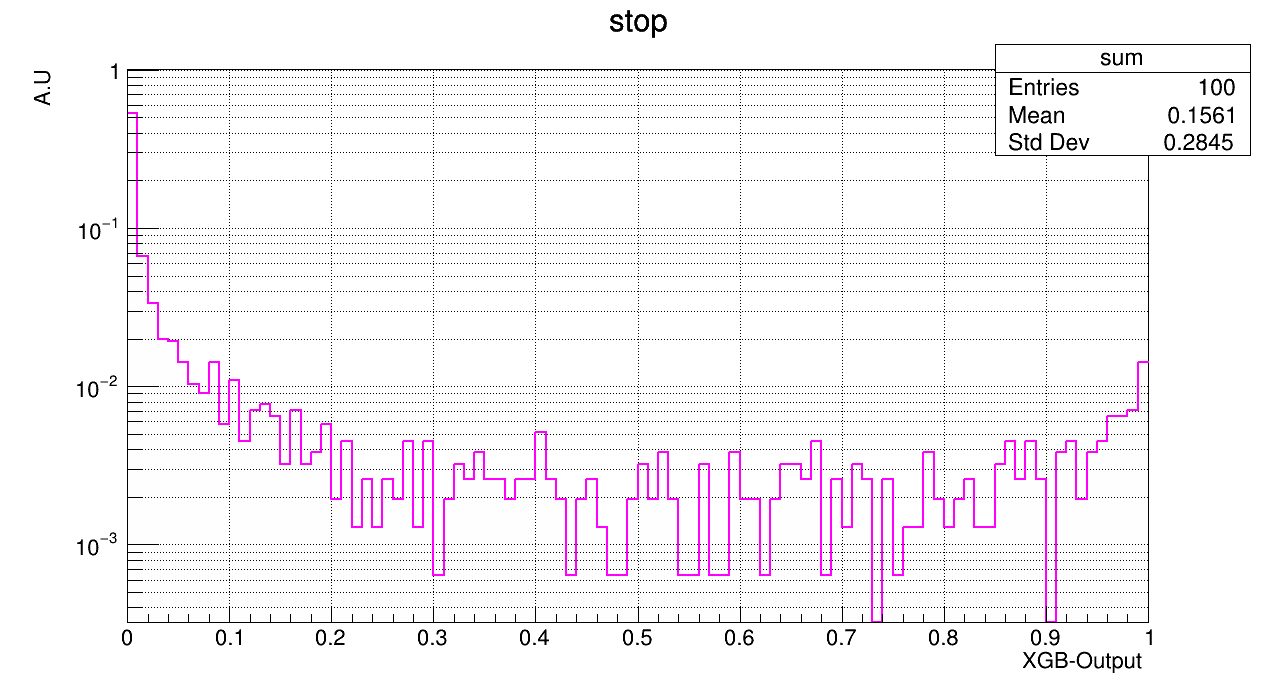 stop
A.U
sum
Entries 100
Mean 0.1561
Std Dev 0.2845
1
10−1
10−2
10−3
0 0.1 0.2 0.3 0.4 0.5 0.6 0.7 0.8 0.9 1
XGB-Output